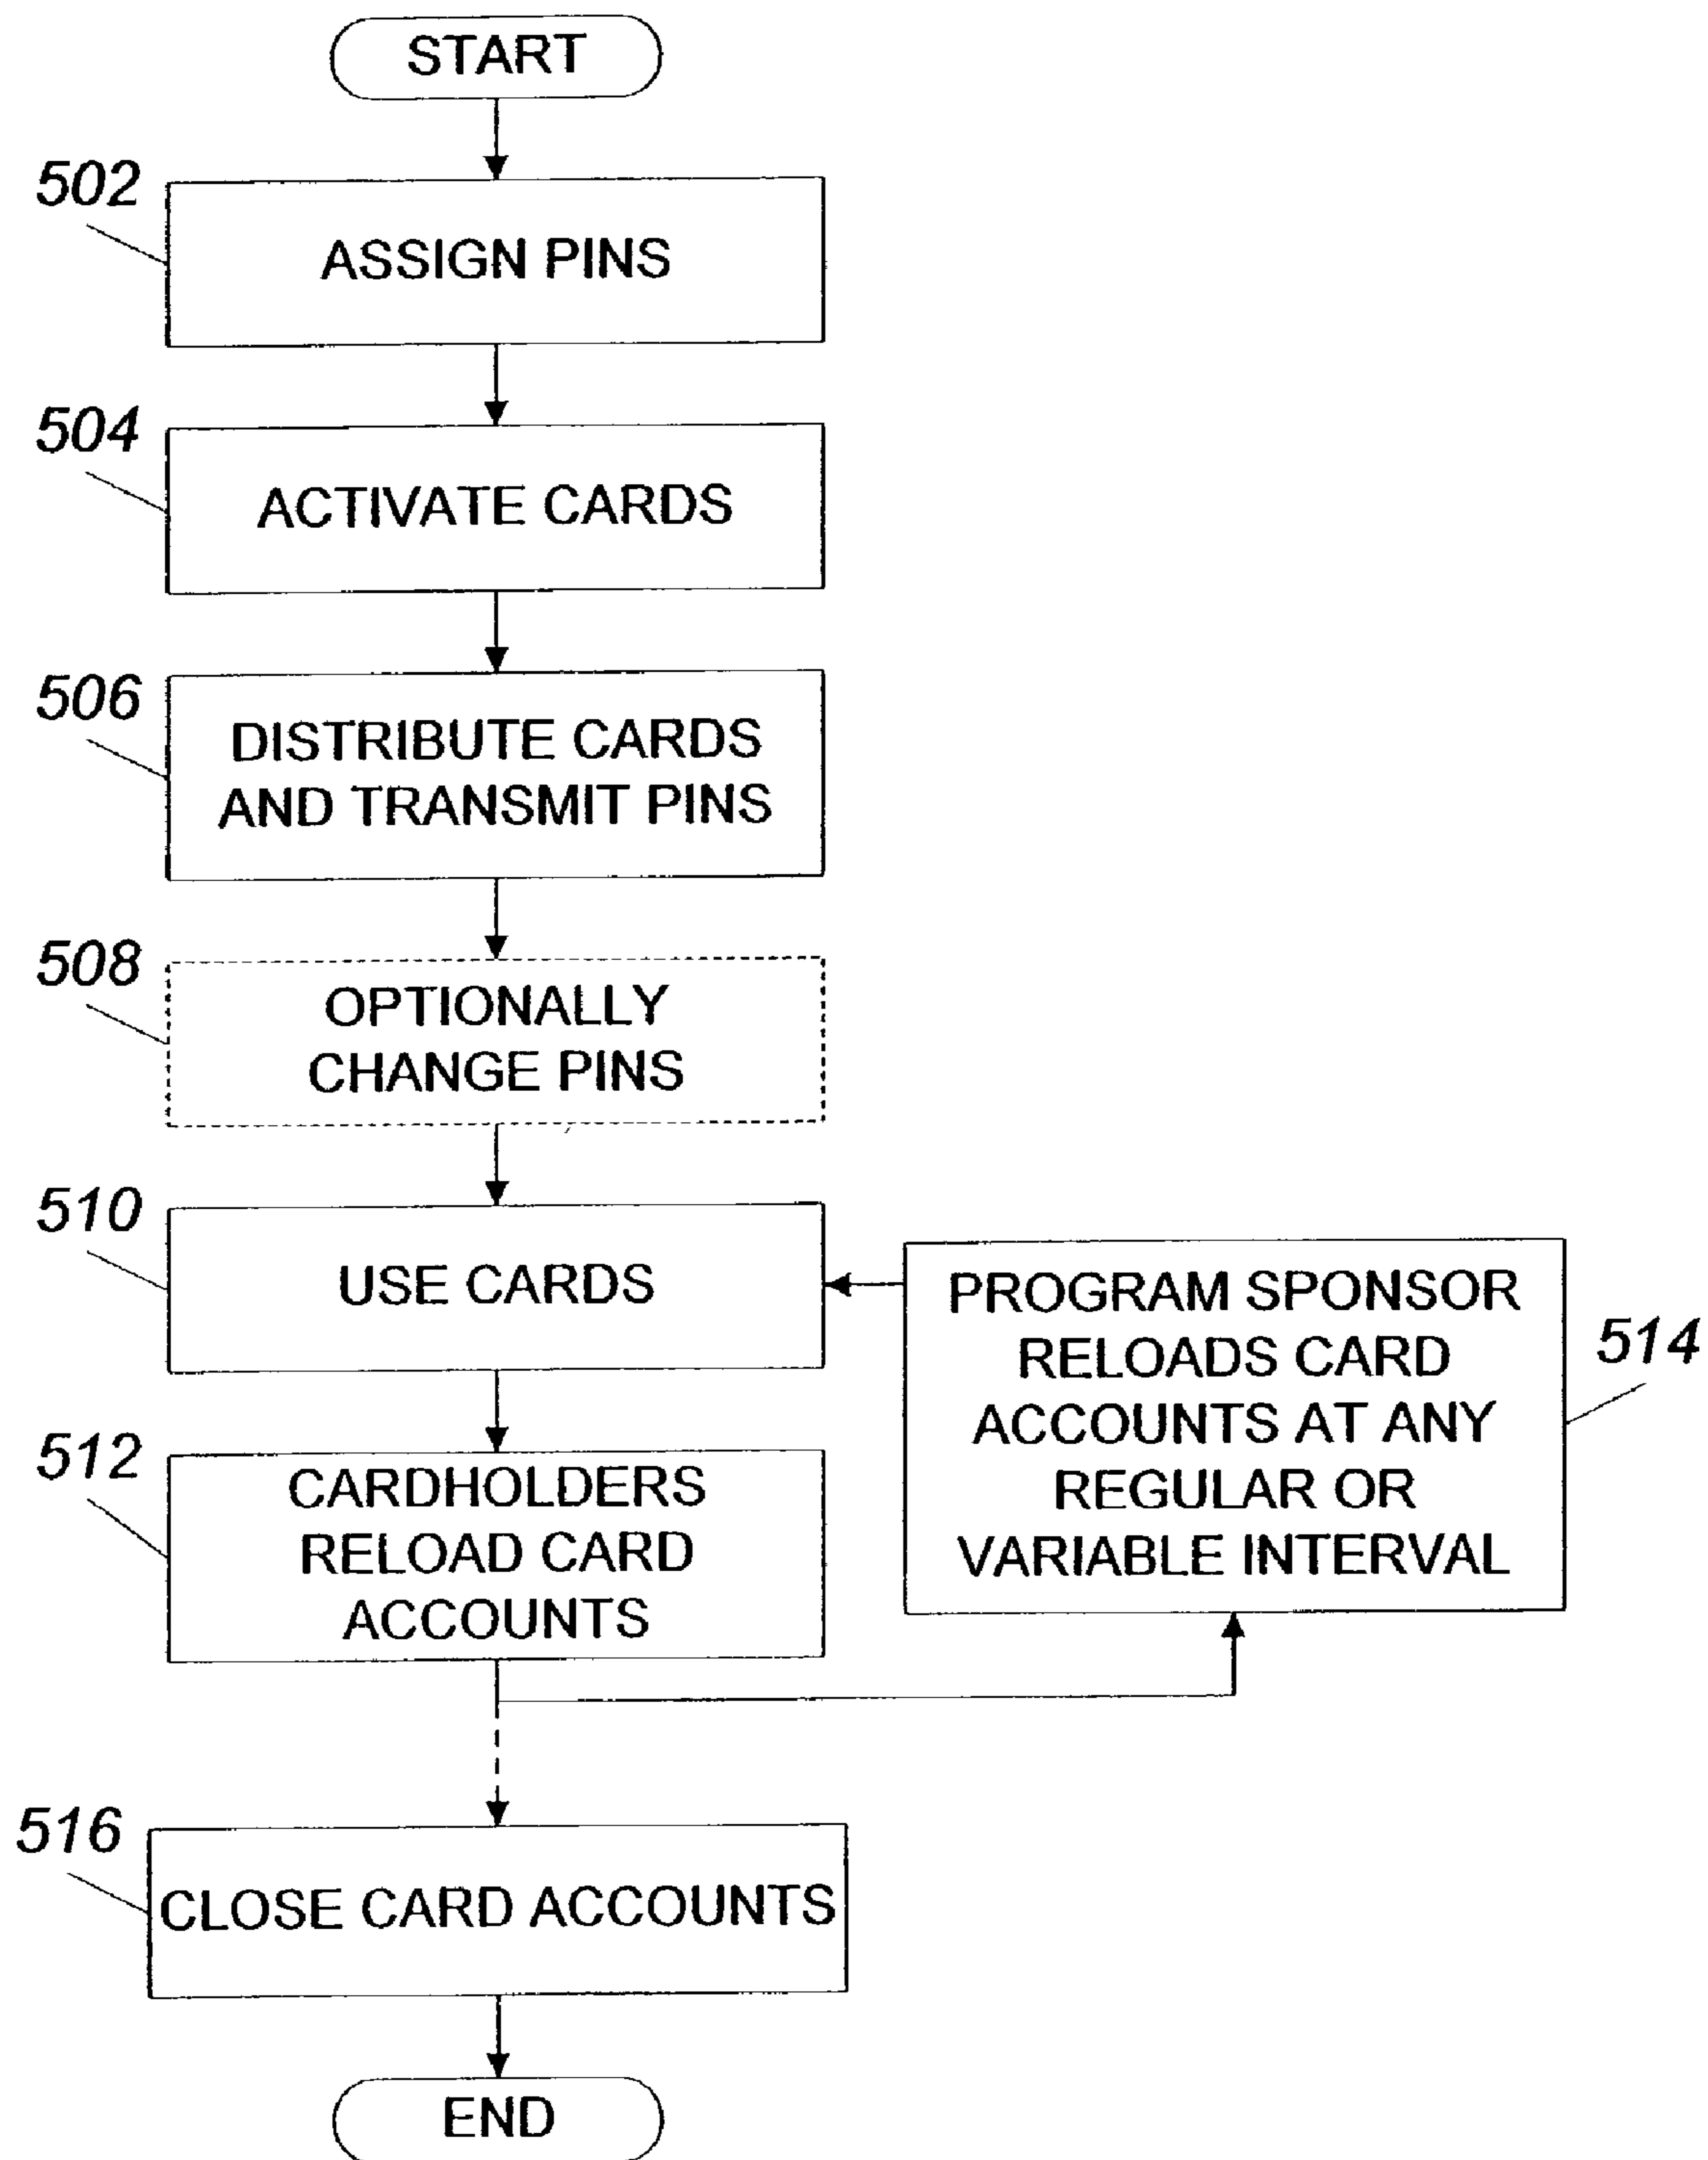 START
502
ASSIGN PINS
504
ACTIVATE CARDS
506
DISTRIBUTE CARDS
AND TRANSMIT PINS
508
OPTIONALLY
CHANGE PINS
510
USE CARDS
512
CARDHOLDERS
RELOAD CARD
ACCOUNTS
PROGRAM SPONSOR
RELOADS CARD
ACCOUNTS AT ANY
REGULAR OR
VARIABLE INTERVAL
514
516
CLOSE CARD ACCOUNTS
END